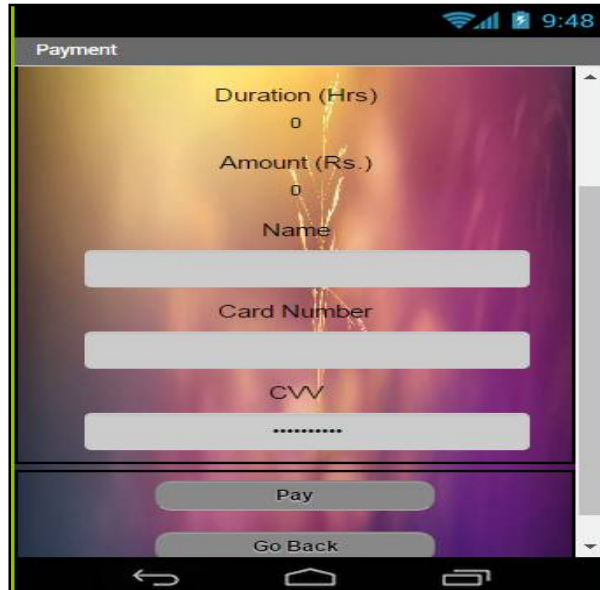 9:48
Payment
Duration (Hrs)
0
Amount (Rs.)
0
Name
Card Number
CVV
••••••••••
Pay
Go Back